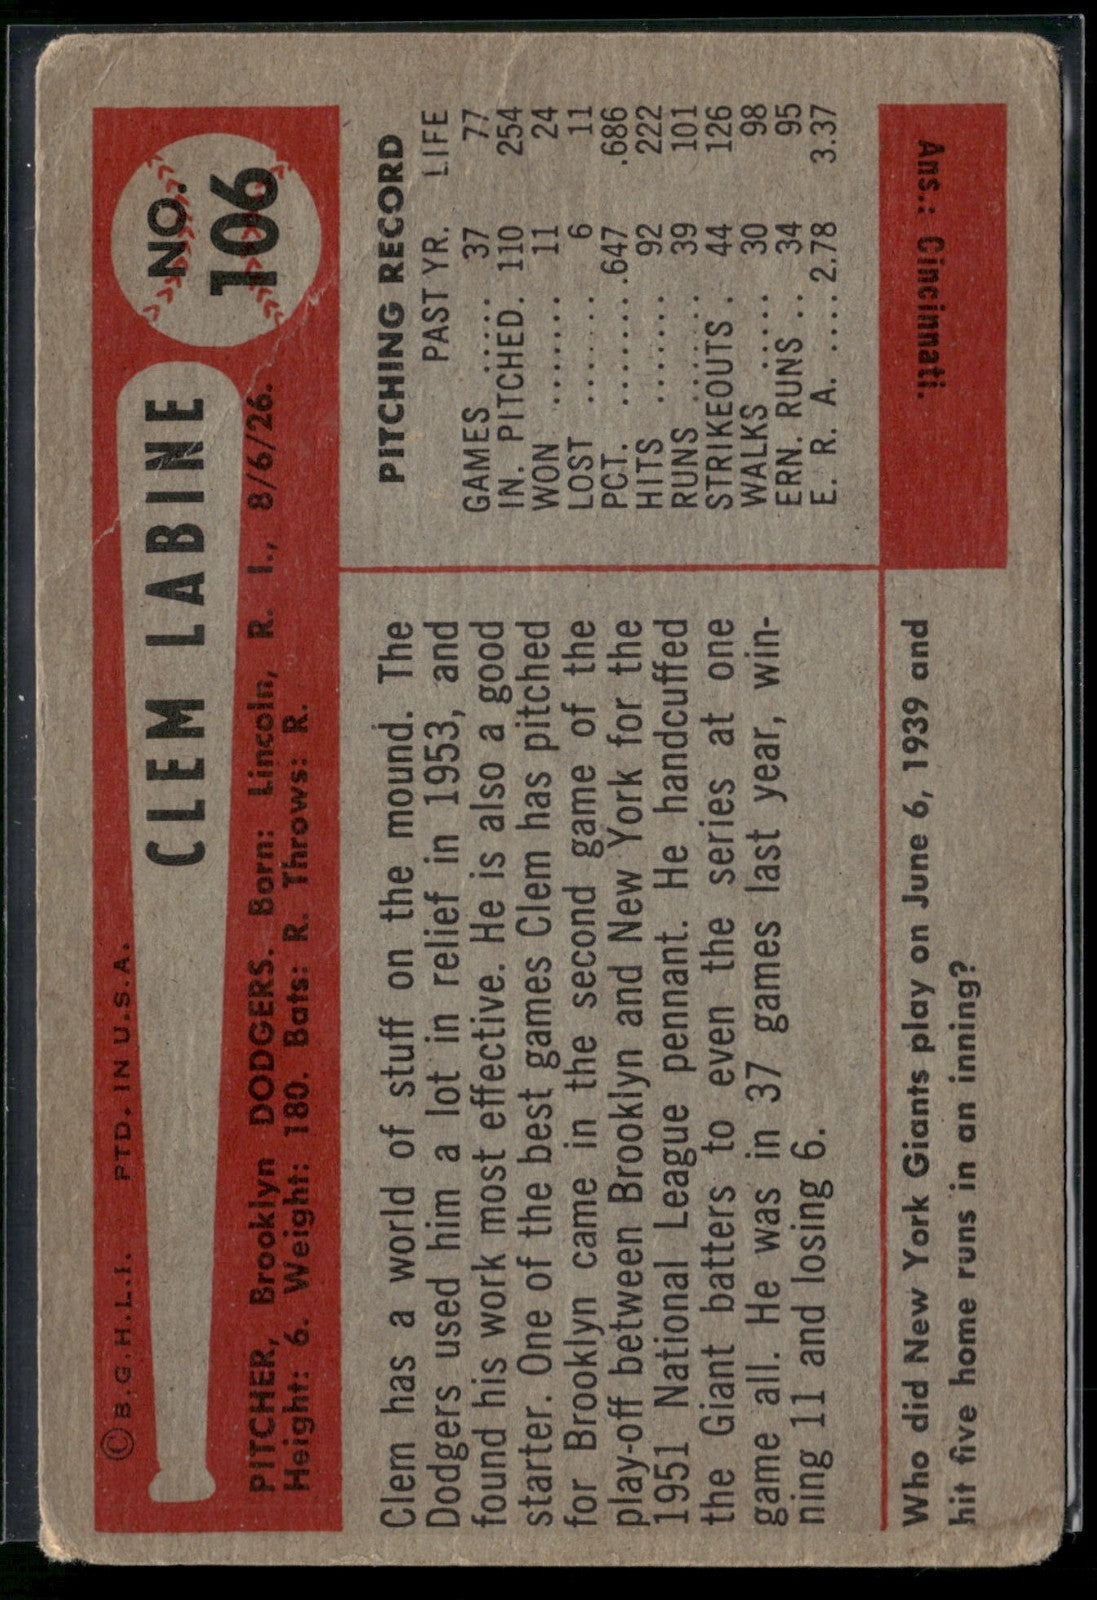 © B.G.H.L.I. PTD. IN U.S.A.
CLEM LABINE
NO.
106
PITCHER, Brooklyn DODGERS. Born: Lincoln, R. I., 8/6/26.
Height: 6. Weight: 180. Bats: R. Throws: R.
Clem has a world of stuff on the mound. The
Dodgers used him a lot in relief in 1953, and
found his work most effective. He is also a good
starter. One of the best games Clem has pitched
for Brooklyn came in the second game of the
play-off between Brooklyn and New York for the
1951 National League pennant. He handcuffed
the Giant batters to even the series at one
game all. He was in 37 games last year, win-
ning 11 and losing 6.
PITCHING RECORD
PAST YR. LIFE
GAMES ..... 37 77
IN. PITCHED. 110 254
WON ....... 11 24
LOST ...... 6 11
PCT. ....... .647 .686
HITS ....... 92 222
RUNS ...... 39 101
STRIKEOUTS . 44 126
WALKS ..... 30 98
ERN. RUNS .. 34 95
E. R. A. ..... 2.78 3.37
Who did New York Giants play on June 6, 1939 and
hit five home runs in an inning?
Ans.: Cincinnati.